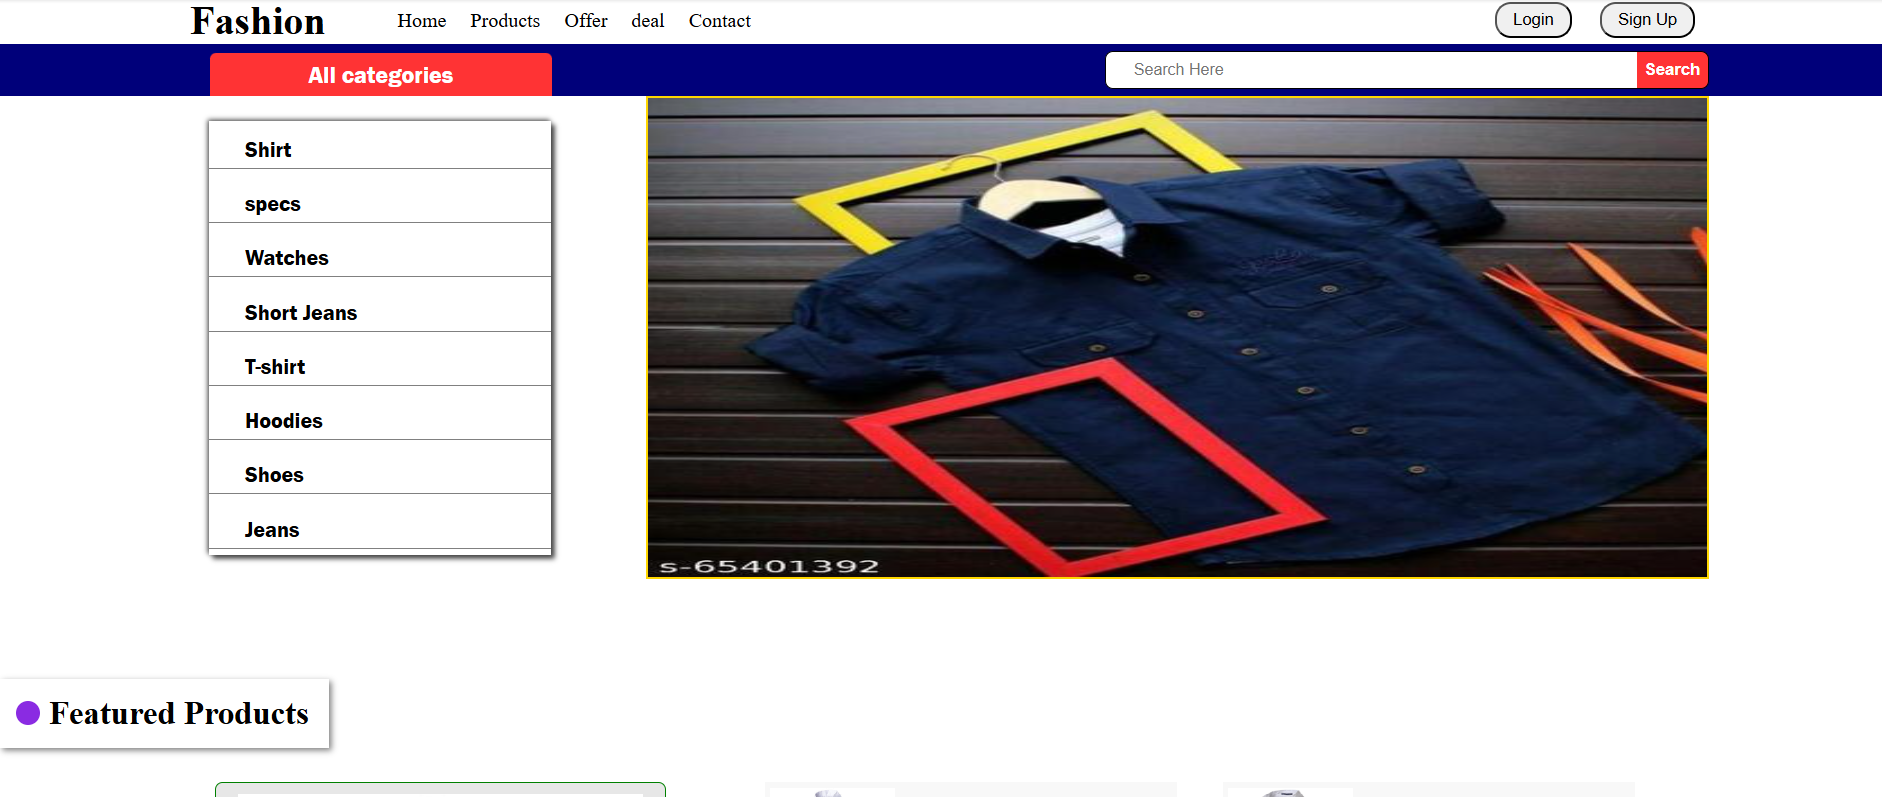 Fashion Home Products Offer deal Contact Login Sign Up
All categories Search Here Search
Shirt
specs
Watches
Short Jeans
T-shirt
Hoodies
Shoes
Jeans
s-65401392
Featured Products